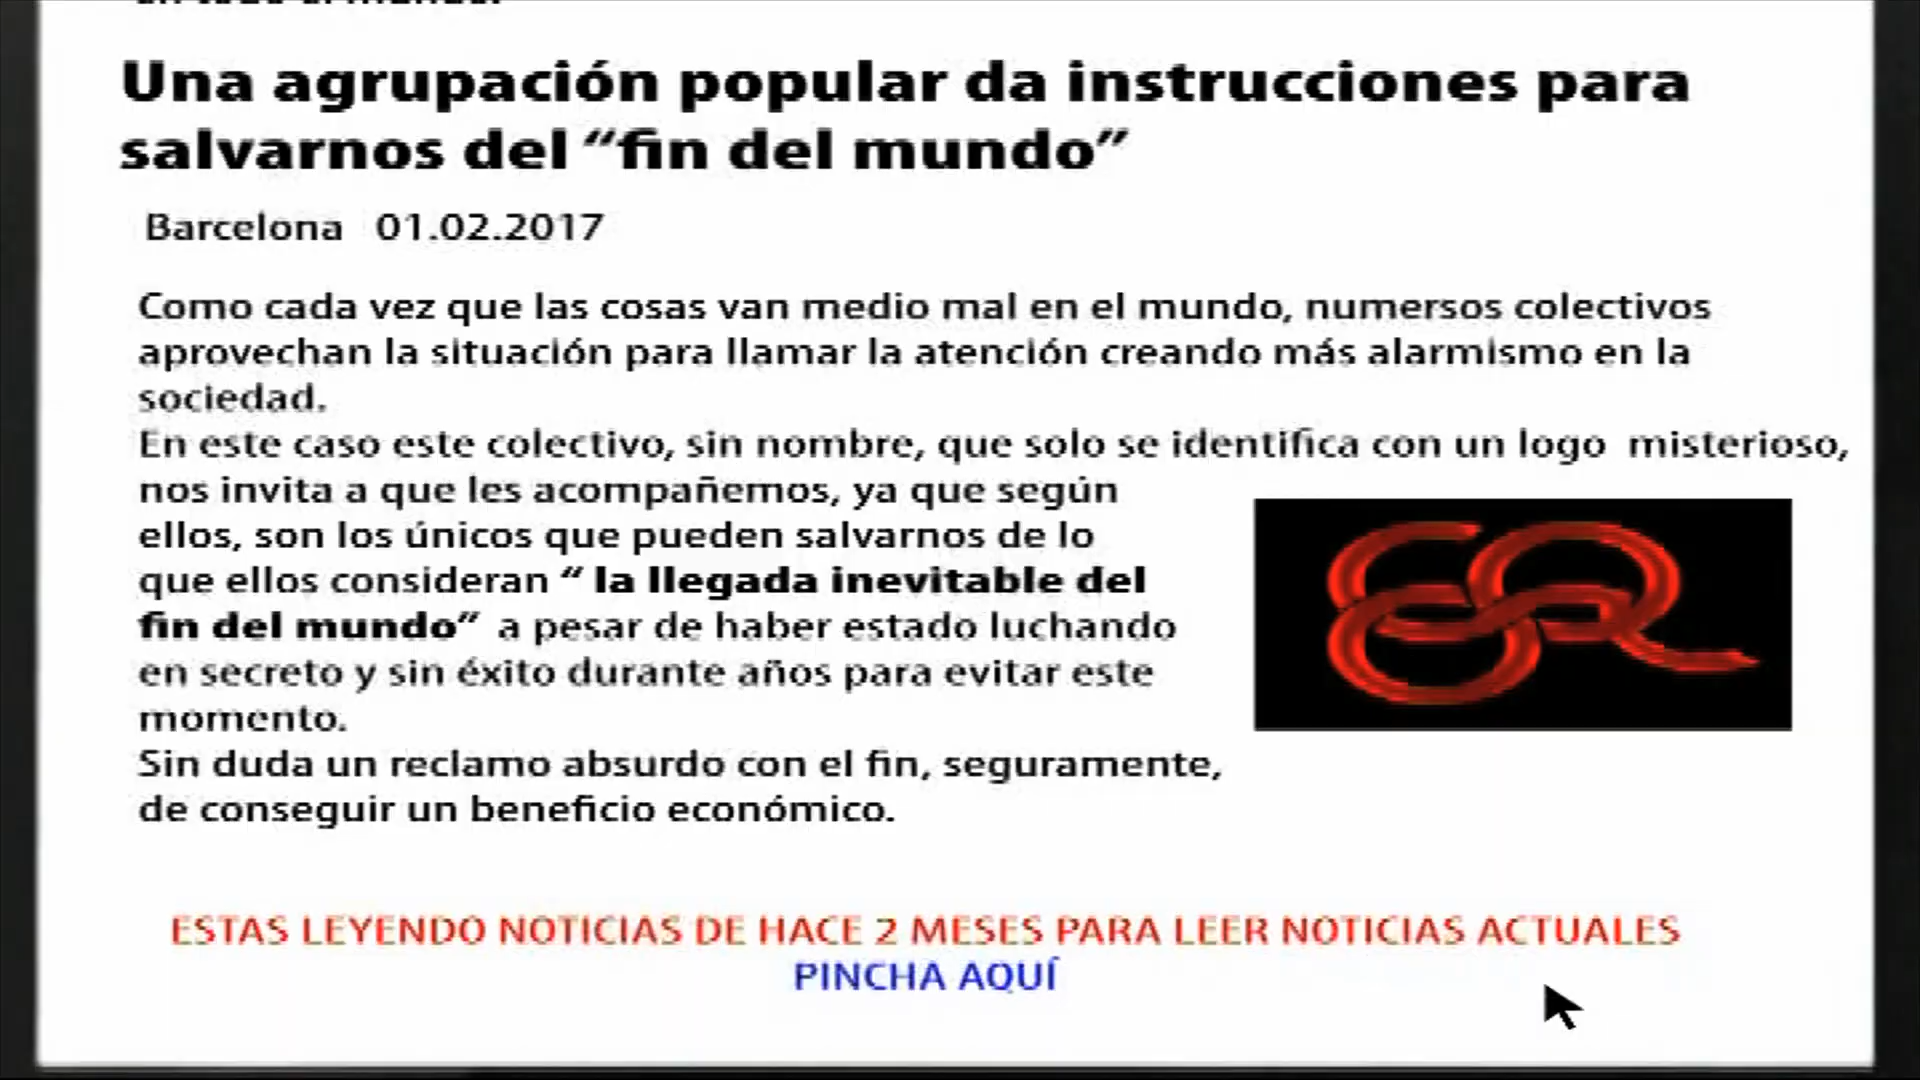 Una agrupación popular da instrucciones para
salvarnos del “fin del mundo”
Barcelona 01.02.2017
Como cada vez que las cosas van medio mal en el mundo, numersos colectivos
aprovechan la situación para llamar la atención creando más alarmismo en la
sociedad.
En este caso este colectivo, sin nombre, que solo se identifica con un logo misterioso,
nos invita a que les acompañemos, ya que según
ellos, son los únicos que pueden salvarnos de lo
que ellos consideran “ la llegada inevitable del
fin del mundo” a pesar de haber estado luchando
en secreto y sin éxito durante años para evitar este
momento.
Sin duda un reclamo absurdo con el fin, seguramente,
de conseguir un beneficio económico.
ESTAS LEYENDO NOTICIAS DE HACE 2 MESES PARA LEER NOTICIAS ACTUALES
PINCHA AQUÍ